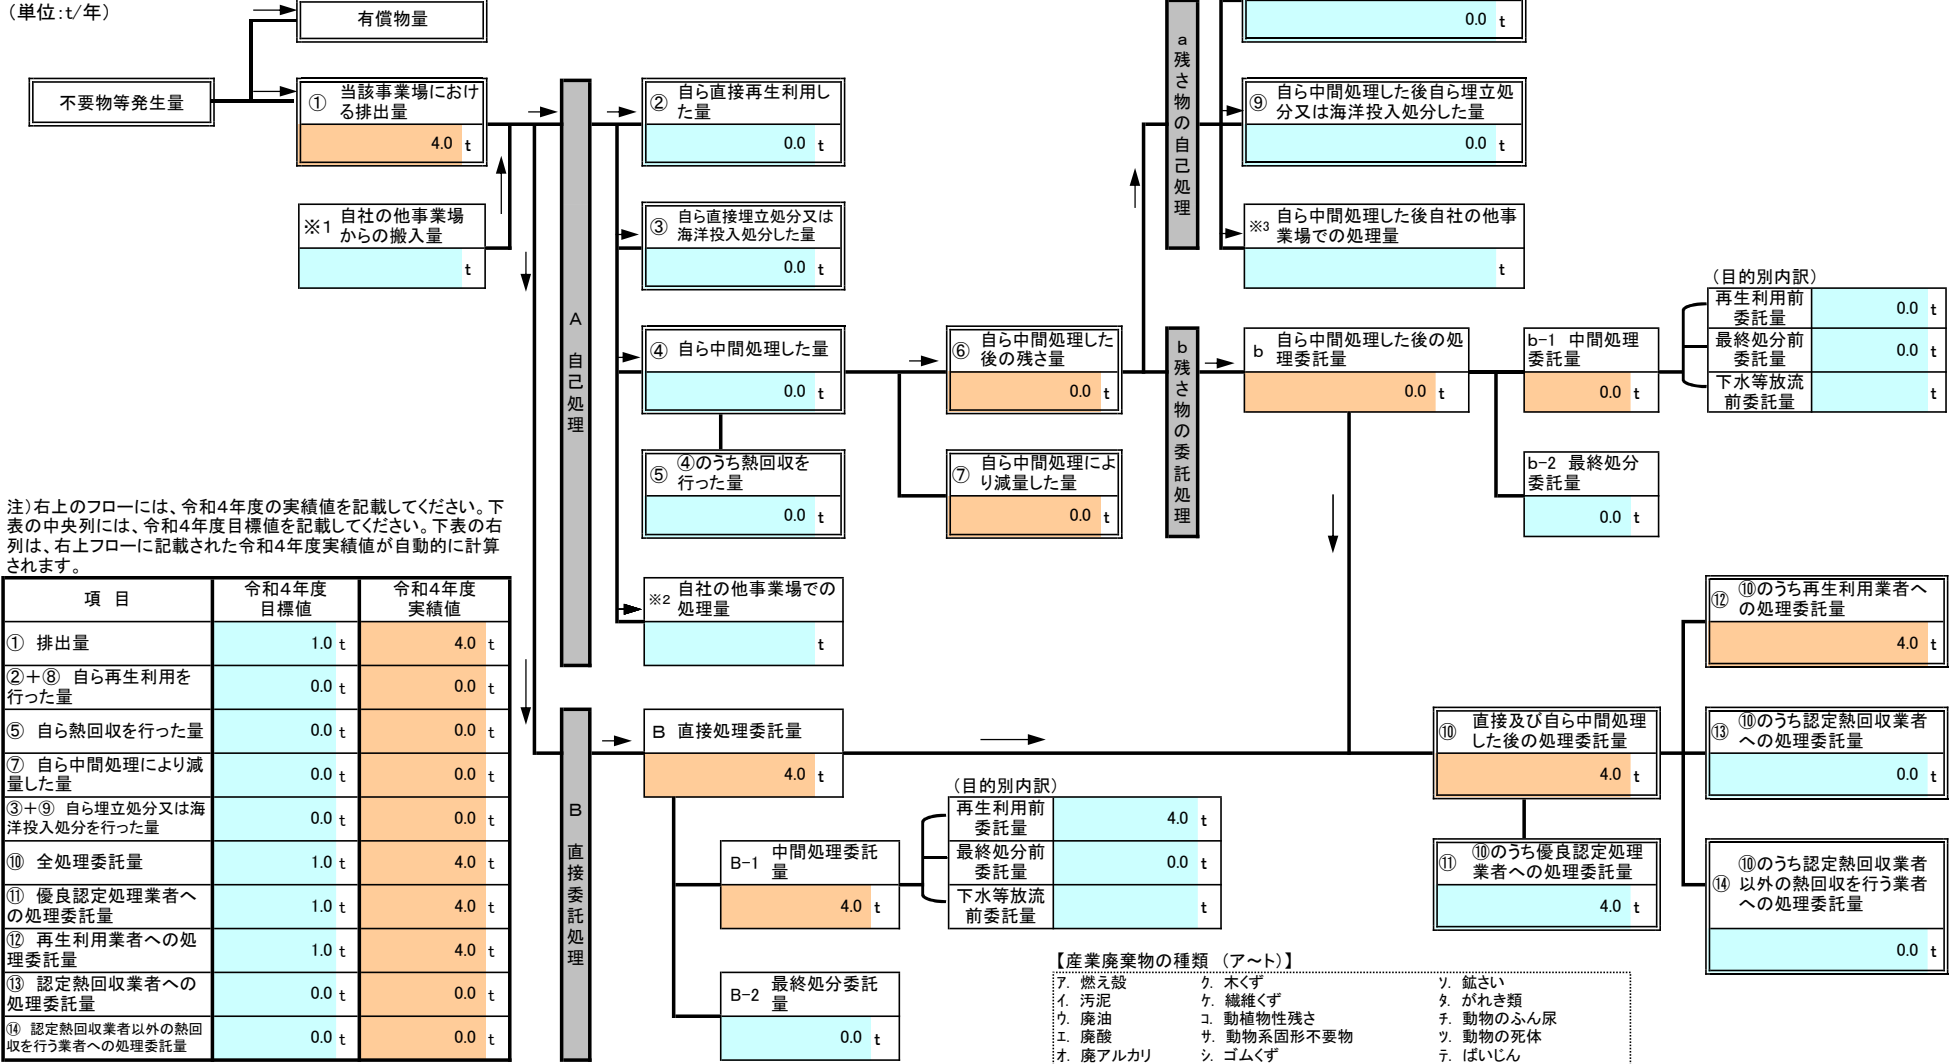 （単位：ｔ/年）
有償物量
不要物等発生量
① 当該事業場におけ
る排出量
4.0 t
※1 自社の他事業場
からの搬入量
t
A
自
己
処
理
② 自ら直接再生利用し
た量
0.0 t
③ 自ら直接埋立処分又は
海洋投入処分した量
0.0 t
④ 自ら中間処理した量
0.0 t
⑤ ④のうち熱回収を
行った量
0.0 t
※2 自社の他事業場での
処理量
t
⑥ 自ら中間処理した
後の残さ量
0.0 t
⑦ 自ら中間処理によ
り減量した量
0.0 t
a
残
さ
物
の
自
己
処
理
0.0 t
⑨ 自ら中間処理した後自ら埋立処
分又は海洋投入処分した量
0.0 t
※3 自ら中間処理した後自社の他事
業場での処理量
t
b
残
さ
物
の
委
託
処
理
b 自ら中間処理した後の処
理委託量
0.0 t
b-1 中間処理
委託量
0.0 t
b-2 最終処分
委託量
0.0 t
（目的別内訳）
再生利用前
委託量
0.0 t
最終処分前
委託量
0.0 t
下水等放流
前委託量
t
注）右上のフローには、令和４年度の実績値を記載してください。下
表の中央列には、令和４年度目標値を記載してください。下表の右
列は、右上フローに記載された令和４年度実績値が自動的に計算
されます。
項 目 令和４年度
目標値 令和４年度
実績値
① 排出量 1.0 t 4.0 t
②＋⑧ 自ら再生利用を
行った量 0.0 t 0.0 t
⑤ 自ら熱回収を行った量 0.0 t 0.0 t
⑦ 自ら中間処理により減
量した量 0.0 t 0.0 t
③＋⑨ 自ら埋立処分又は海
洋投入処分を行った量 0.0 t 0.0 t
⑩ 全処理委託量 1.0 t 4.0 t
⑪ 優良認定処理業者へ
の処理委託量 1.0 t 4.0 t
⑫ 再生利用業者への処
理委託量 1.0 t 4.0 t
⑬ 認定熱回収業者への
処理委託量 0.0 t 0.0 t
⑭ 認定熱回収業者以外の熱回
収を行う業者への処理委託量 0.0 t 0.0 t
B
直
接
委
託
処
理
B 直接処理委託量
4.0 t
B-1 中間処理委託
量
4.0 t
B-2 最終処分委託
量
0.0 t
（目的別内訳）
再生利用前
委託量
4.0 t
最終処分前
委託量
0.0 t
下水等放流
前委託量
t
⑩ 直接及び自ら中間処理
した後の処理委託量
4.0 t
⑪ ⑩のうち優良認定処理
業者への処理委託量
4.0 t
⑫ ⑩のうち再生利用業者へ
の処理委託量
4.0 t
⑬ ⑩のうち認定熱回収業者
への処理委託量
0.0 t
⑭ ⑩のうち認定熱回収業者
以外の熱回収を行う業者
への処理委託量
0.0 t
【産業廃棄物の種類 （ア～ト）】
ア. 燃え殻 ク. 木くず ソ. 鉱さい
イ. 汚泥 ケ. 繊維くず タ. がれき類
ウ. 廃油 コ. 動植物性残さ チ. 動物のふん尿
エ. 廃酸 サ. 動物系固形不要物 ツ. 動物の死体
オ. 廃アルカリ シ. ゴムくず テ. ばいじん